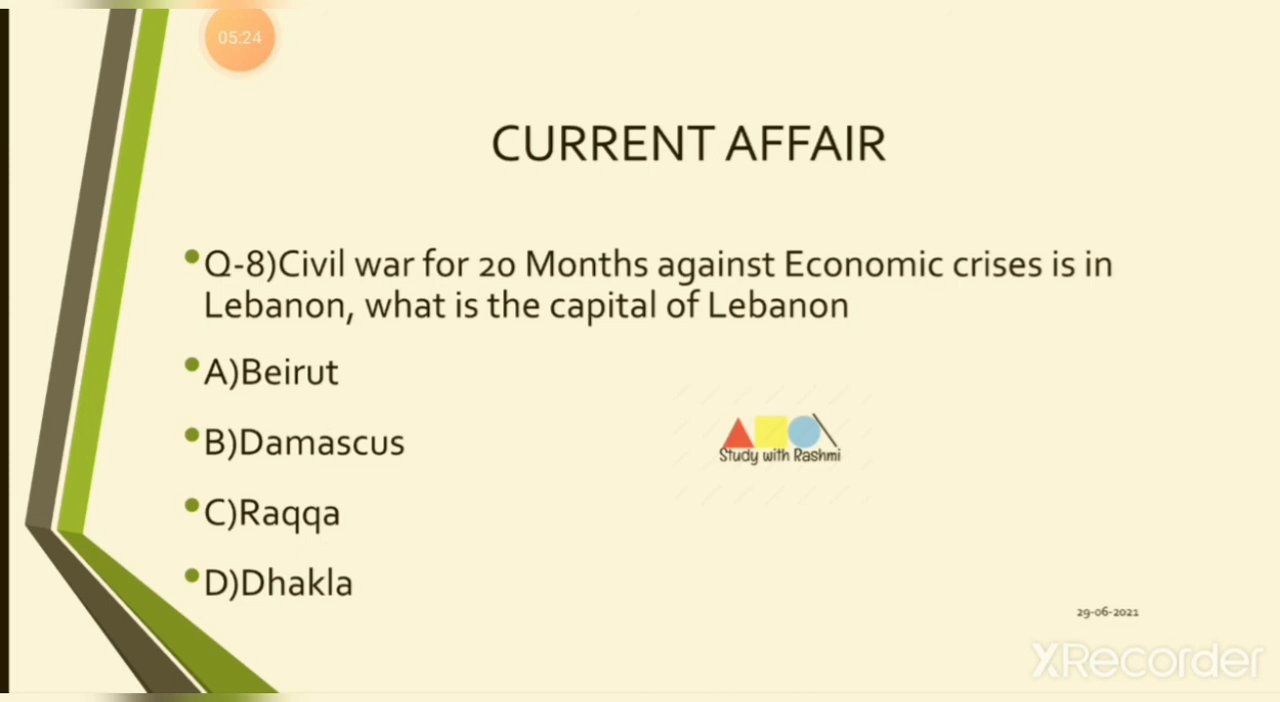 05:24
CURRENT AFFAIR
Q-8)Civil war for 20 Months against Economic crises is in
Lebanon, what is the capital of Lebanon
A)Beirut
B)Damascus
Study with Rashmi
C)Raqqa
D)Dhakla
29-06-2021
XRecorder